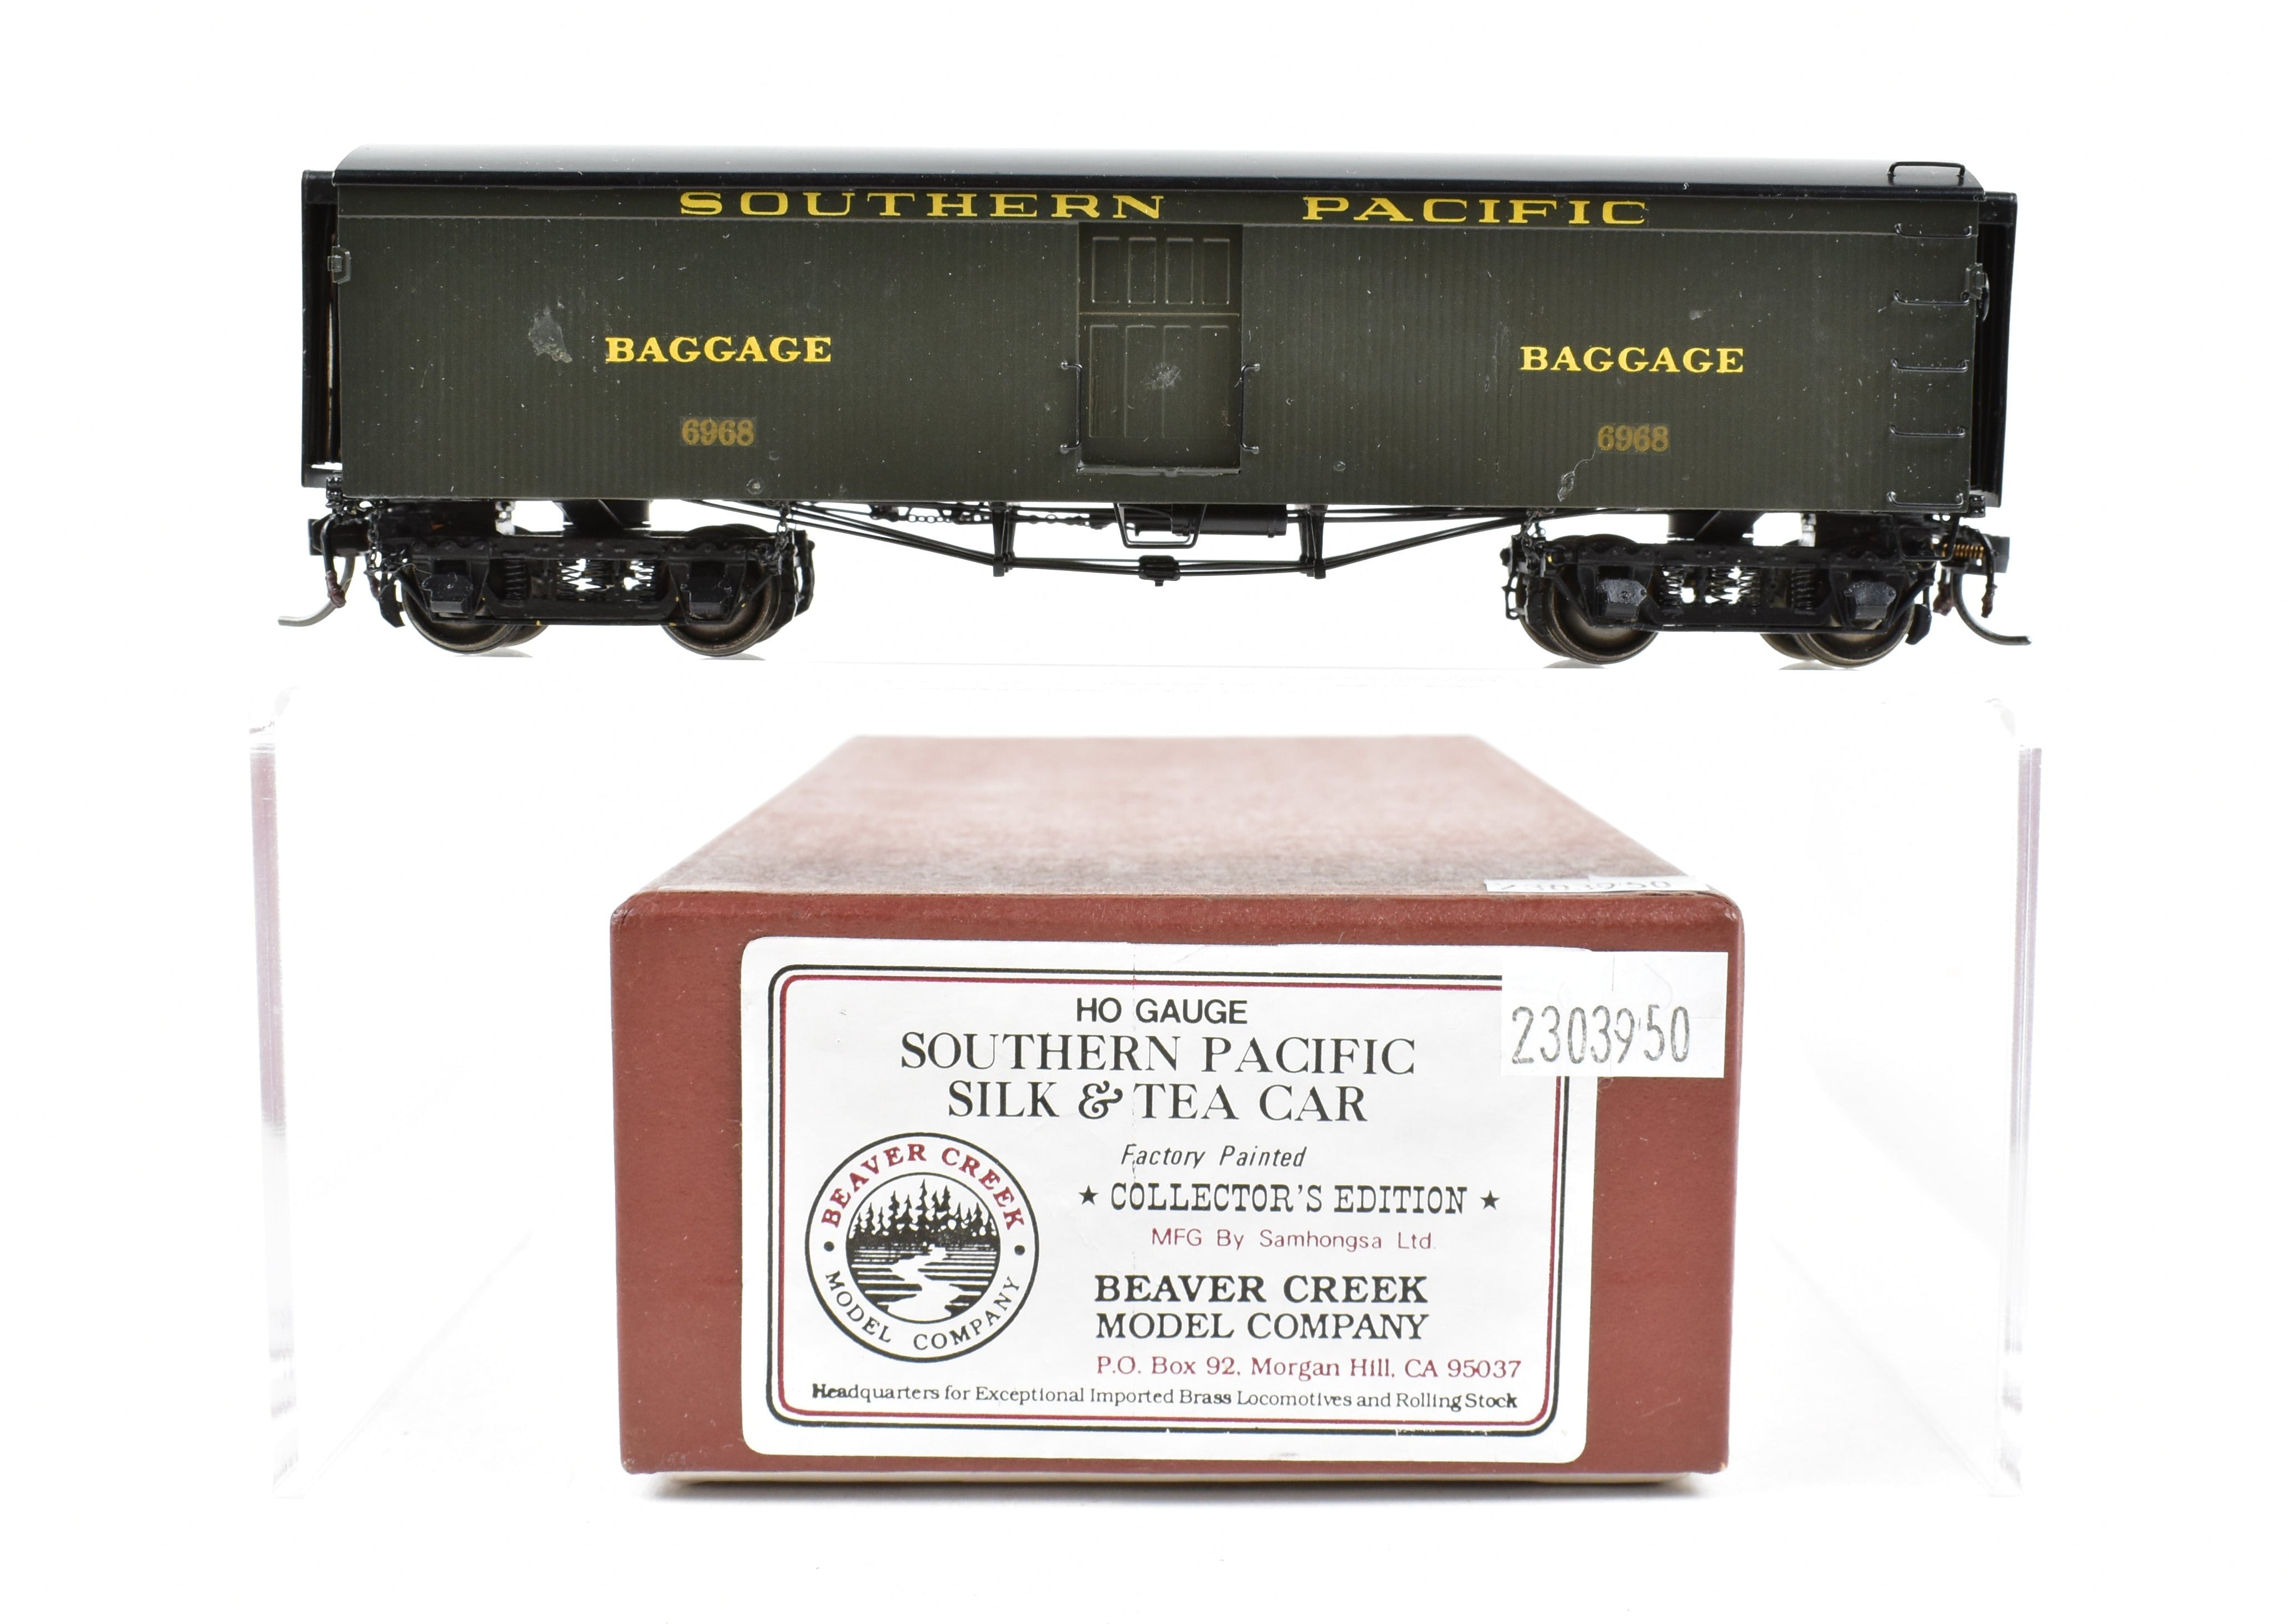 SOUTHERN PACIFIC
BAGGAGE BAGGAGE
6968 6968
2303950
HO GAUGE
2303950
SOUTHERN PACIFIC
SILK & TEA CAR
Factory Painted
★ COLLECTOR'S EDITION ★
MFG By Samhongsa Ltd.
BEAVER CREEK
MODEL COMPANY
BEAVER CREEK
MODEL COMPANY
P.O. Box 92, Morgan Hill, CA 95037
Headquarters for Exceptional Imported Brass Locomotives and Rolling Stock